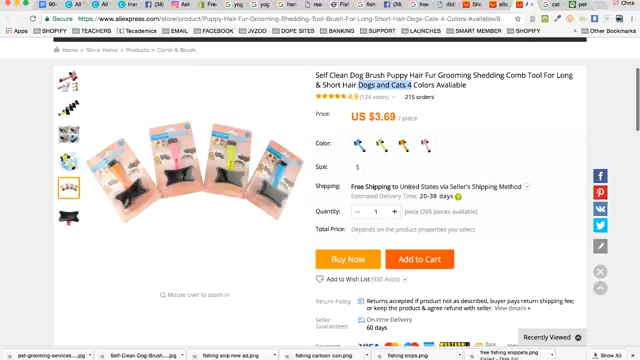 Chris
https://www.aliexpress.com/store/product/Puppy-Hair-Fur-Grooming-Shedding-Tool-Brush-For-Long-Short-Hair-Dogs-Cats-4-Colors-Available/8
SHOPIFY
TEACHERS
FACEBOOK
EMAIL
JVZOO
DOMAINS
BANKING
RESEARCH
LAUNCHES
SMART MEMBER
SHOPIFY
Other Bookmarks
Home > Store Home > Products > Comb & Brush
Self Clean Dog Brush Puppy Hair Fur Grooming Shedding Comb Tool For Long
& Short Hair Dogs and Cats 4 Colors Avaliable
4.9 (124 votes)
215 orders
Price:
US $3.69 / piece
Color:
Size:
S
Shipping:
Free Shipping to United States via Seller's Shipping Method
Estimated Delivery Time: 20-38 days
Quantity:
1
piece (285 pieces available)
Total Price:
Depends on the product properties you select
Buy Now
Add to Cart
Add to Wish List (930 Adds)
Mouse over to zoom in
Return Policy
Returns accepted if product not as described, buyer pays return shipping fee;
or keep the product & agree refund with seller. View details
Seller
Guarantees:
On-time Delivery
60 days
Recently Viewed
VISA
pet-grooming-services....jpg
Self-Clean-Dog-Brush....jpg
fishing snip new ad.png
fishing cartoon icon.png
fishing snips.png
free fishing snippets.png
Show All